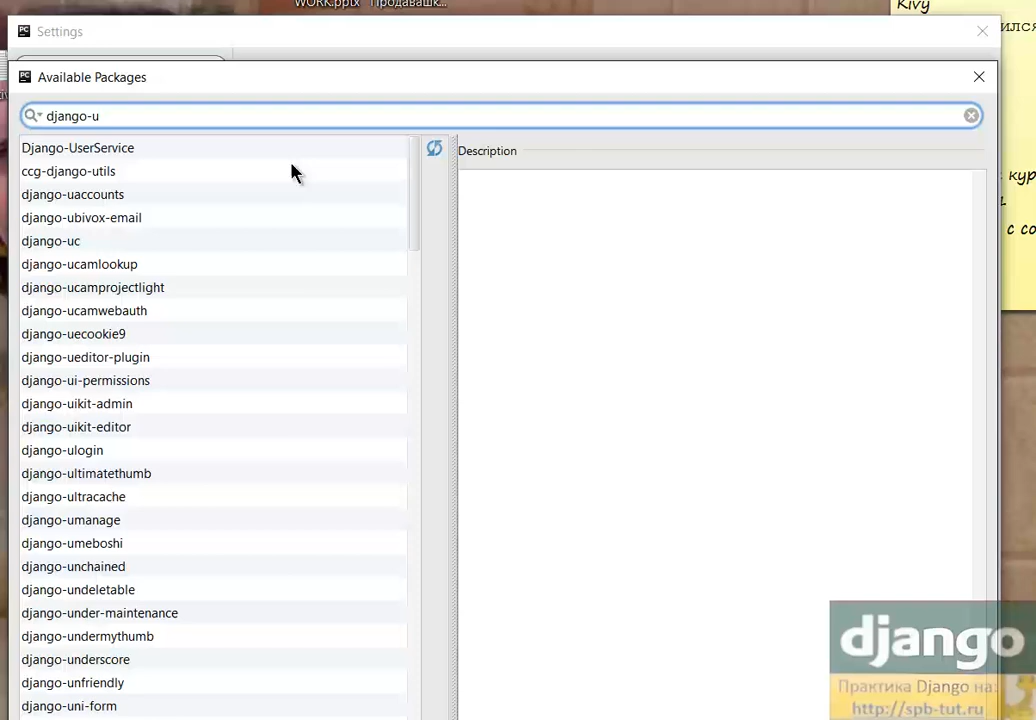 WORK.pptx Продавашк...
Kivy
Settings
Available Packages
django-u
Django-UserService
ccg-django-utils
django-uaccounts
django-ubivox-email
django-uc
django-ucamlookup
django-ucamprojectlight
django-ucamwebauth
django-uecookie9
django-ueditor-plugin
django-ui-permissions
django-uikit-admin
django-uikit-editor
django-ulogin
django-ultimatethumb
django-ultracache
django-umanage
django-umeboshi
django-unchained
django-undeletable
django-under-maintenance
django-undermythumb
django-underscore
django-unfriendly
django-uni-form
Description
кур
с со
django
Практика Django на:
http://spb-tut.ru